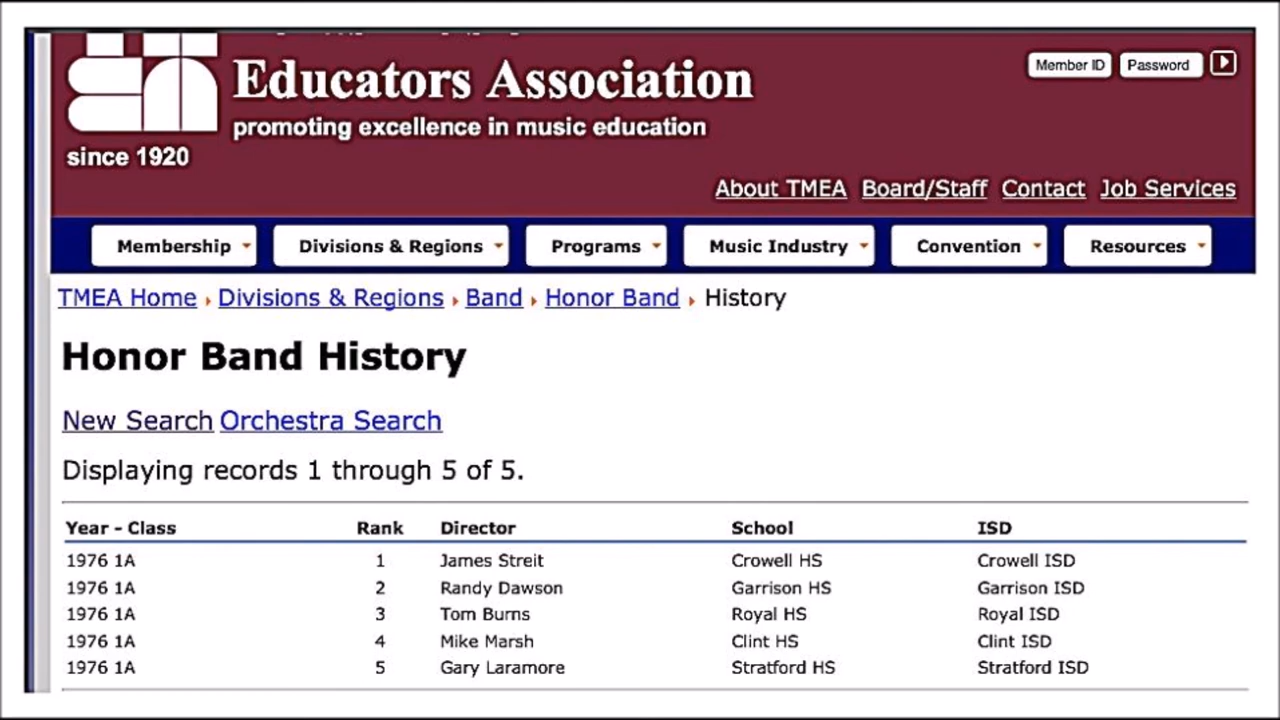 Educators Association
promoting excellence in music education
since 1920
Member ID Password
About TMEA Board/Staff Contact Job Services
Membership Divisions & Regions Programs Music Industry Convention Resources
TMEA Home Divisions & Regions Band Honor Band History
Honor Band History
New Search Orchestra Search
Displaying records 1 through 5 of 5.
Year - Class Rank Director School ISD
1976 1A 1 James Streit Crowell HS Crowell ISD
1976 1A 2 Randy Dawson Garrison HS Garrison ISD
1976 1A 3 Tom Burns Royal HS Royal ISD
1976 1A 4 Mike Marsh Clint HS Clint ISD
1976 1A 5 Gary Laramore Stratford HS Stratford ISD